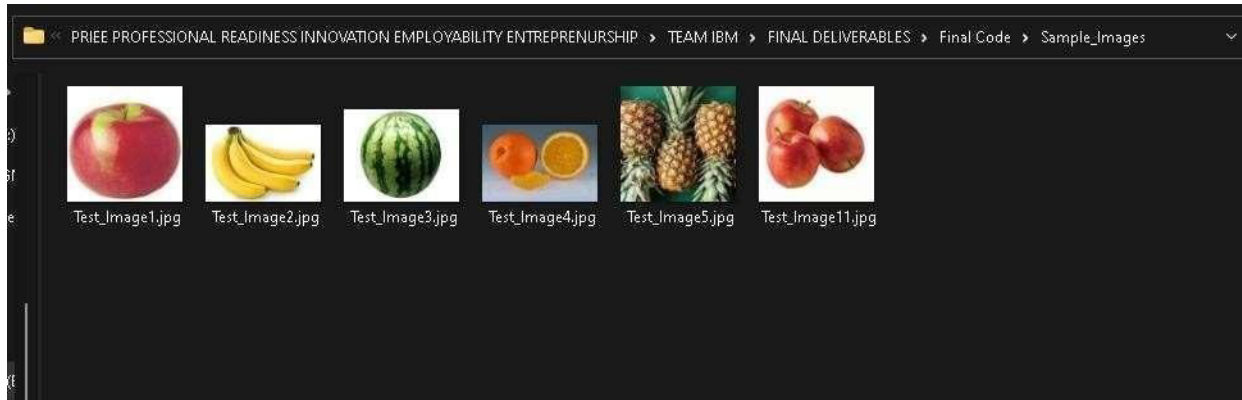 « PRIEE PROFESSIONAL READINESS INNOVATION EMPLOYABILITY ENTREPRENURSHIP > TEAM IBM > FINAL DELIVERABLES > Final Code > Sample_Images
Test_Image1.jpg Test_Image2.jpg Test_Image3.jpg Test_Image4.jpg Test_Image5.jpg Test_Image11.jpg